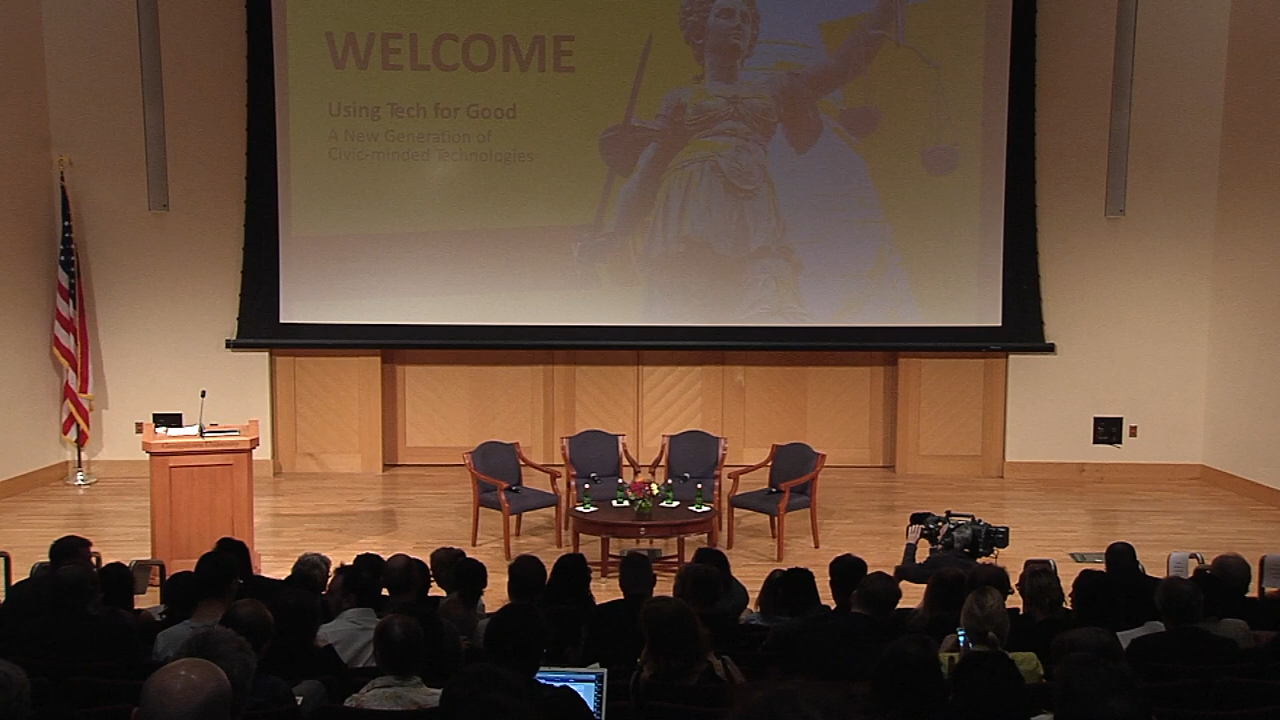 WELCOME
Using Tech for Good
A New Generation of
Civic-minded Technologies